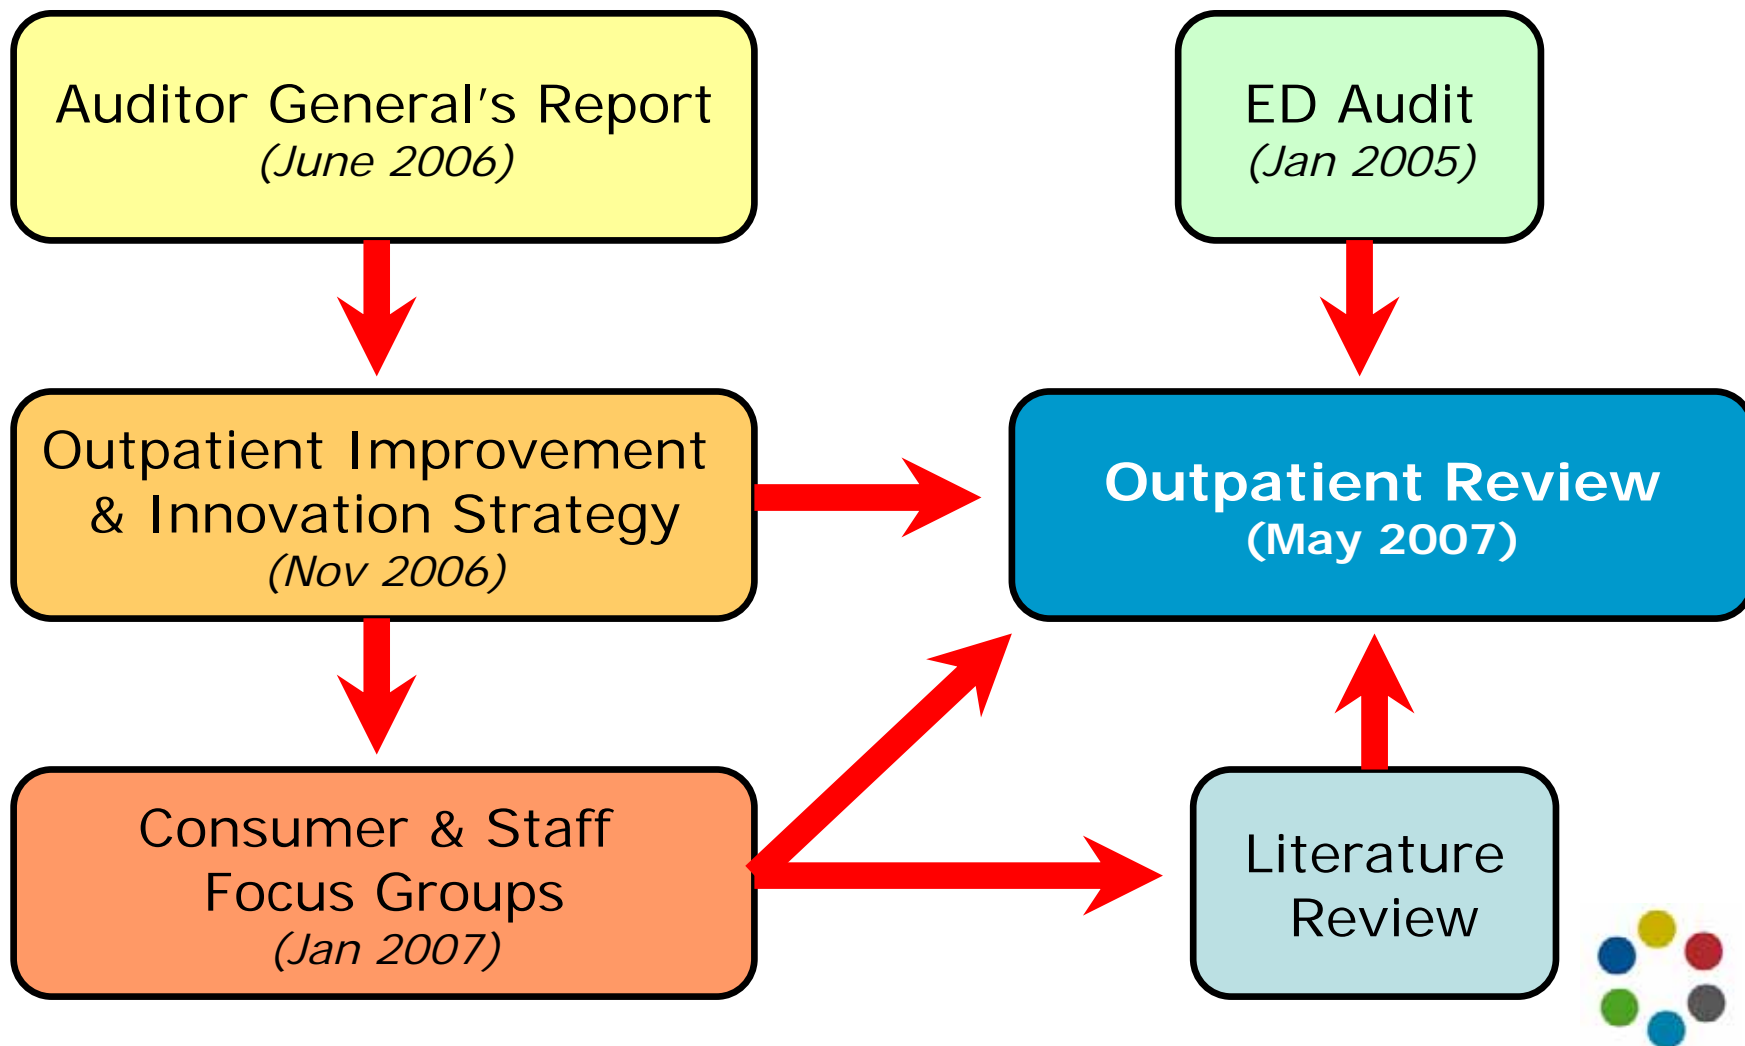 Auditor General's Report
(June 2006)
ED Audit
(Jan 2005)
Outpatient Improvement
& Innovation Strategy
(Nov 2006)
Outpatient Review
(May 2007)
Consumer & Staff
Focus Groups
(Jan 2007)
Literature
Review